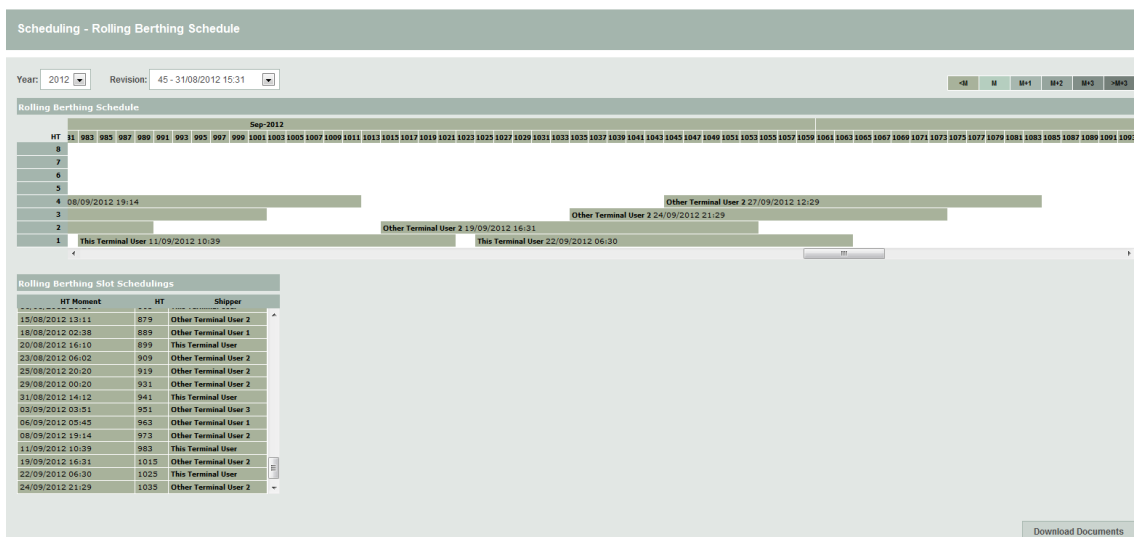 Scheduling - Rolling Berthing Schedule
Year: 2012 Revision: 45 - 31/08/2012 15:31
<M M M+1 M+2 M+3 >M+3
Rolling Berthing Schedule
Sep-2012
HT 81 983 985 987 989 991 993 995 997 999 1001 1003 1005 1007 1009 1011 1013 1015 1017 1019 1021 1023 1025 1027 1029 1031 1033 1035 1037 1039 1041 1043 1045 1047 1049 1051 1053 1055 1057 1059 1061 1063 1065 1067 1069 1071 1073 1075 1077 1079 1081 1083 1085 1087 1089 1091 1093
8
7
6
5
4 08/09/2012 19:14 Other Terminal User 2 27/09/2012 12:29
3 Other Terminal User 2 24/09/2012 21:29
2 Other Terminal User 2 19/09/2012 16:31
1 This Terminal User 11/09/2012 10:39 This Terminal User 22/09/2012 06:30
Rolling Berthing Slot Schedulings
HT Moment HT Shipper
15/08/2012 13:11 879 Other Terminal User 2
18/08/2012 02:38 889 Other Terminal User 1
20/08/2012 16:10 899 This Terminal User
23/08/2012 06:02 909 Other Terminal User 2
25/08/2012 20:20 919 Other Terminal User 2
29/08/2012 00:20 931 Other Terminal User 2
31/08/2012 14:12 941 This Terminal User
03/09/2012 03:51 951 Other Terminal User 3
06/09/2012 05:45 963 Other Terminal User 1
08/09/2012 19:14 973 Other Terminal User 2
11/09/2012 10:39 983 This Terminal User
19/09/2012 16:31 1015 Other Terminal User 2
22/09/2012 06:30 1025 This Terminal User
24/09/2012 21:29 1035 Other Terminal User 2
Download Documents